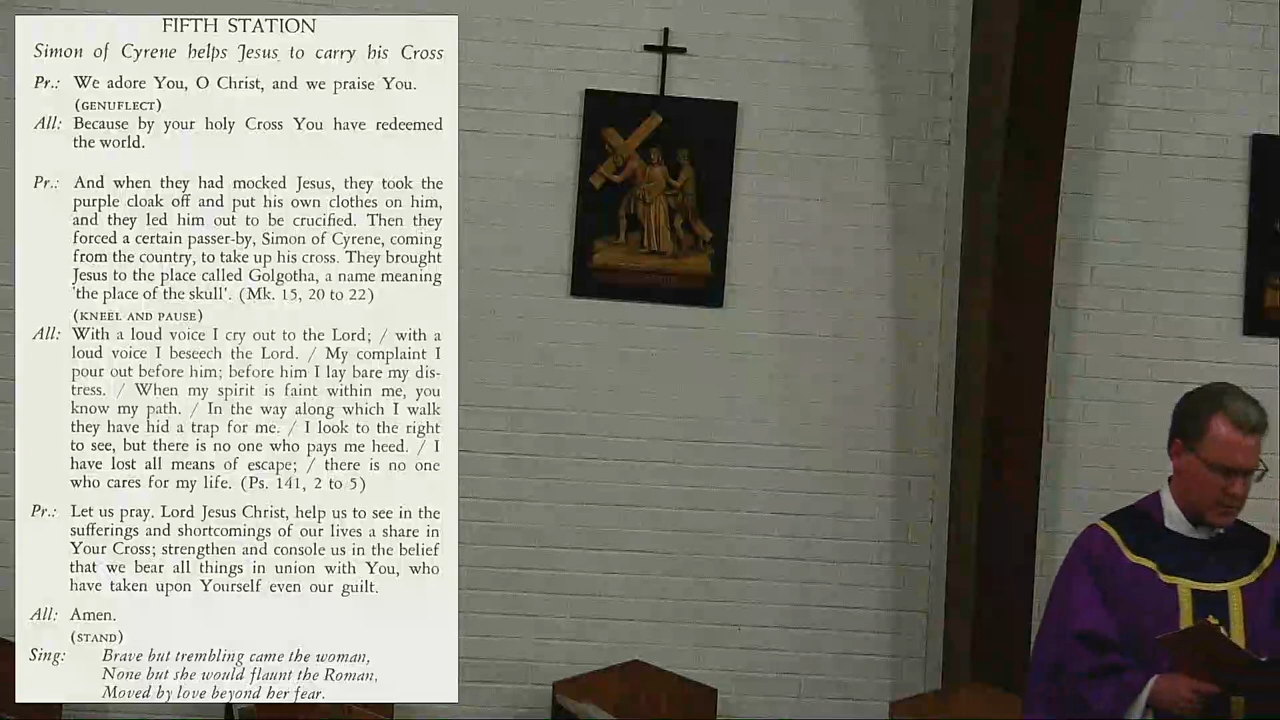 FIFTH STATION
Simon of Cyrene helps Jesus to carry his Cross
Pr.: We adore You, O Christ, and we praise You.
(GENUFLECT)
All: Because by your holy Cross You have redeemed
the world.
Pr.: And when they had mocked Jesus, they took the
purple cloak off and put his own clothes on him,
and they led him out to be crucified. Then they
forced a certain passer-by, Simon of Cyrene, coming
from the country, to take up his cross. They brought
Jesus to the place called Golgotha, a name meaning
'the place of the skull'. (Mk. 15, 20 to 22)
(KNEEL AND PAUSE)
All: With a loud voice I cry out to the Lord; / with a
loud voice I beseech the Lord. / My complaint I
pour out before him; before him I lay bare my dis-
tress. / When my spirit is faint within me, you
know my path. / In the way along which I walk
they have hid a trap for me. / I look to the right
to see, but there is no one who pays me heed. / I
have lost all means of escape; / there is no one
who cares for my life. (Ps. 141, 2 to 5)
Pr.: Let us pray. Lord Jesus Christ, help us to see in the
sufferings and shortcomings of our lives a share in
Your Cross; strengthen and console us in the belief
that we bear all things in union with You, who
have taken upon Yourself even our guilt.
All: Amen.
(STAND)
Sing: Brave but trembling came the woman,
None but she would flaunt the Roman,
Moved by love beyond her fear.